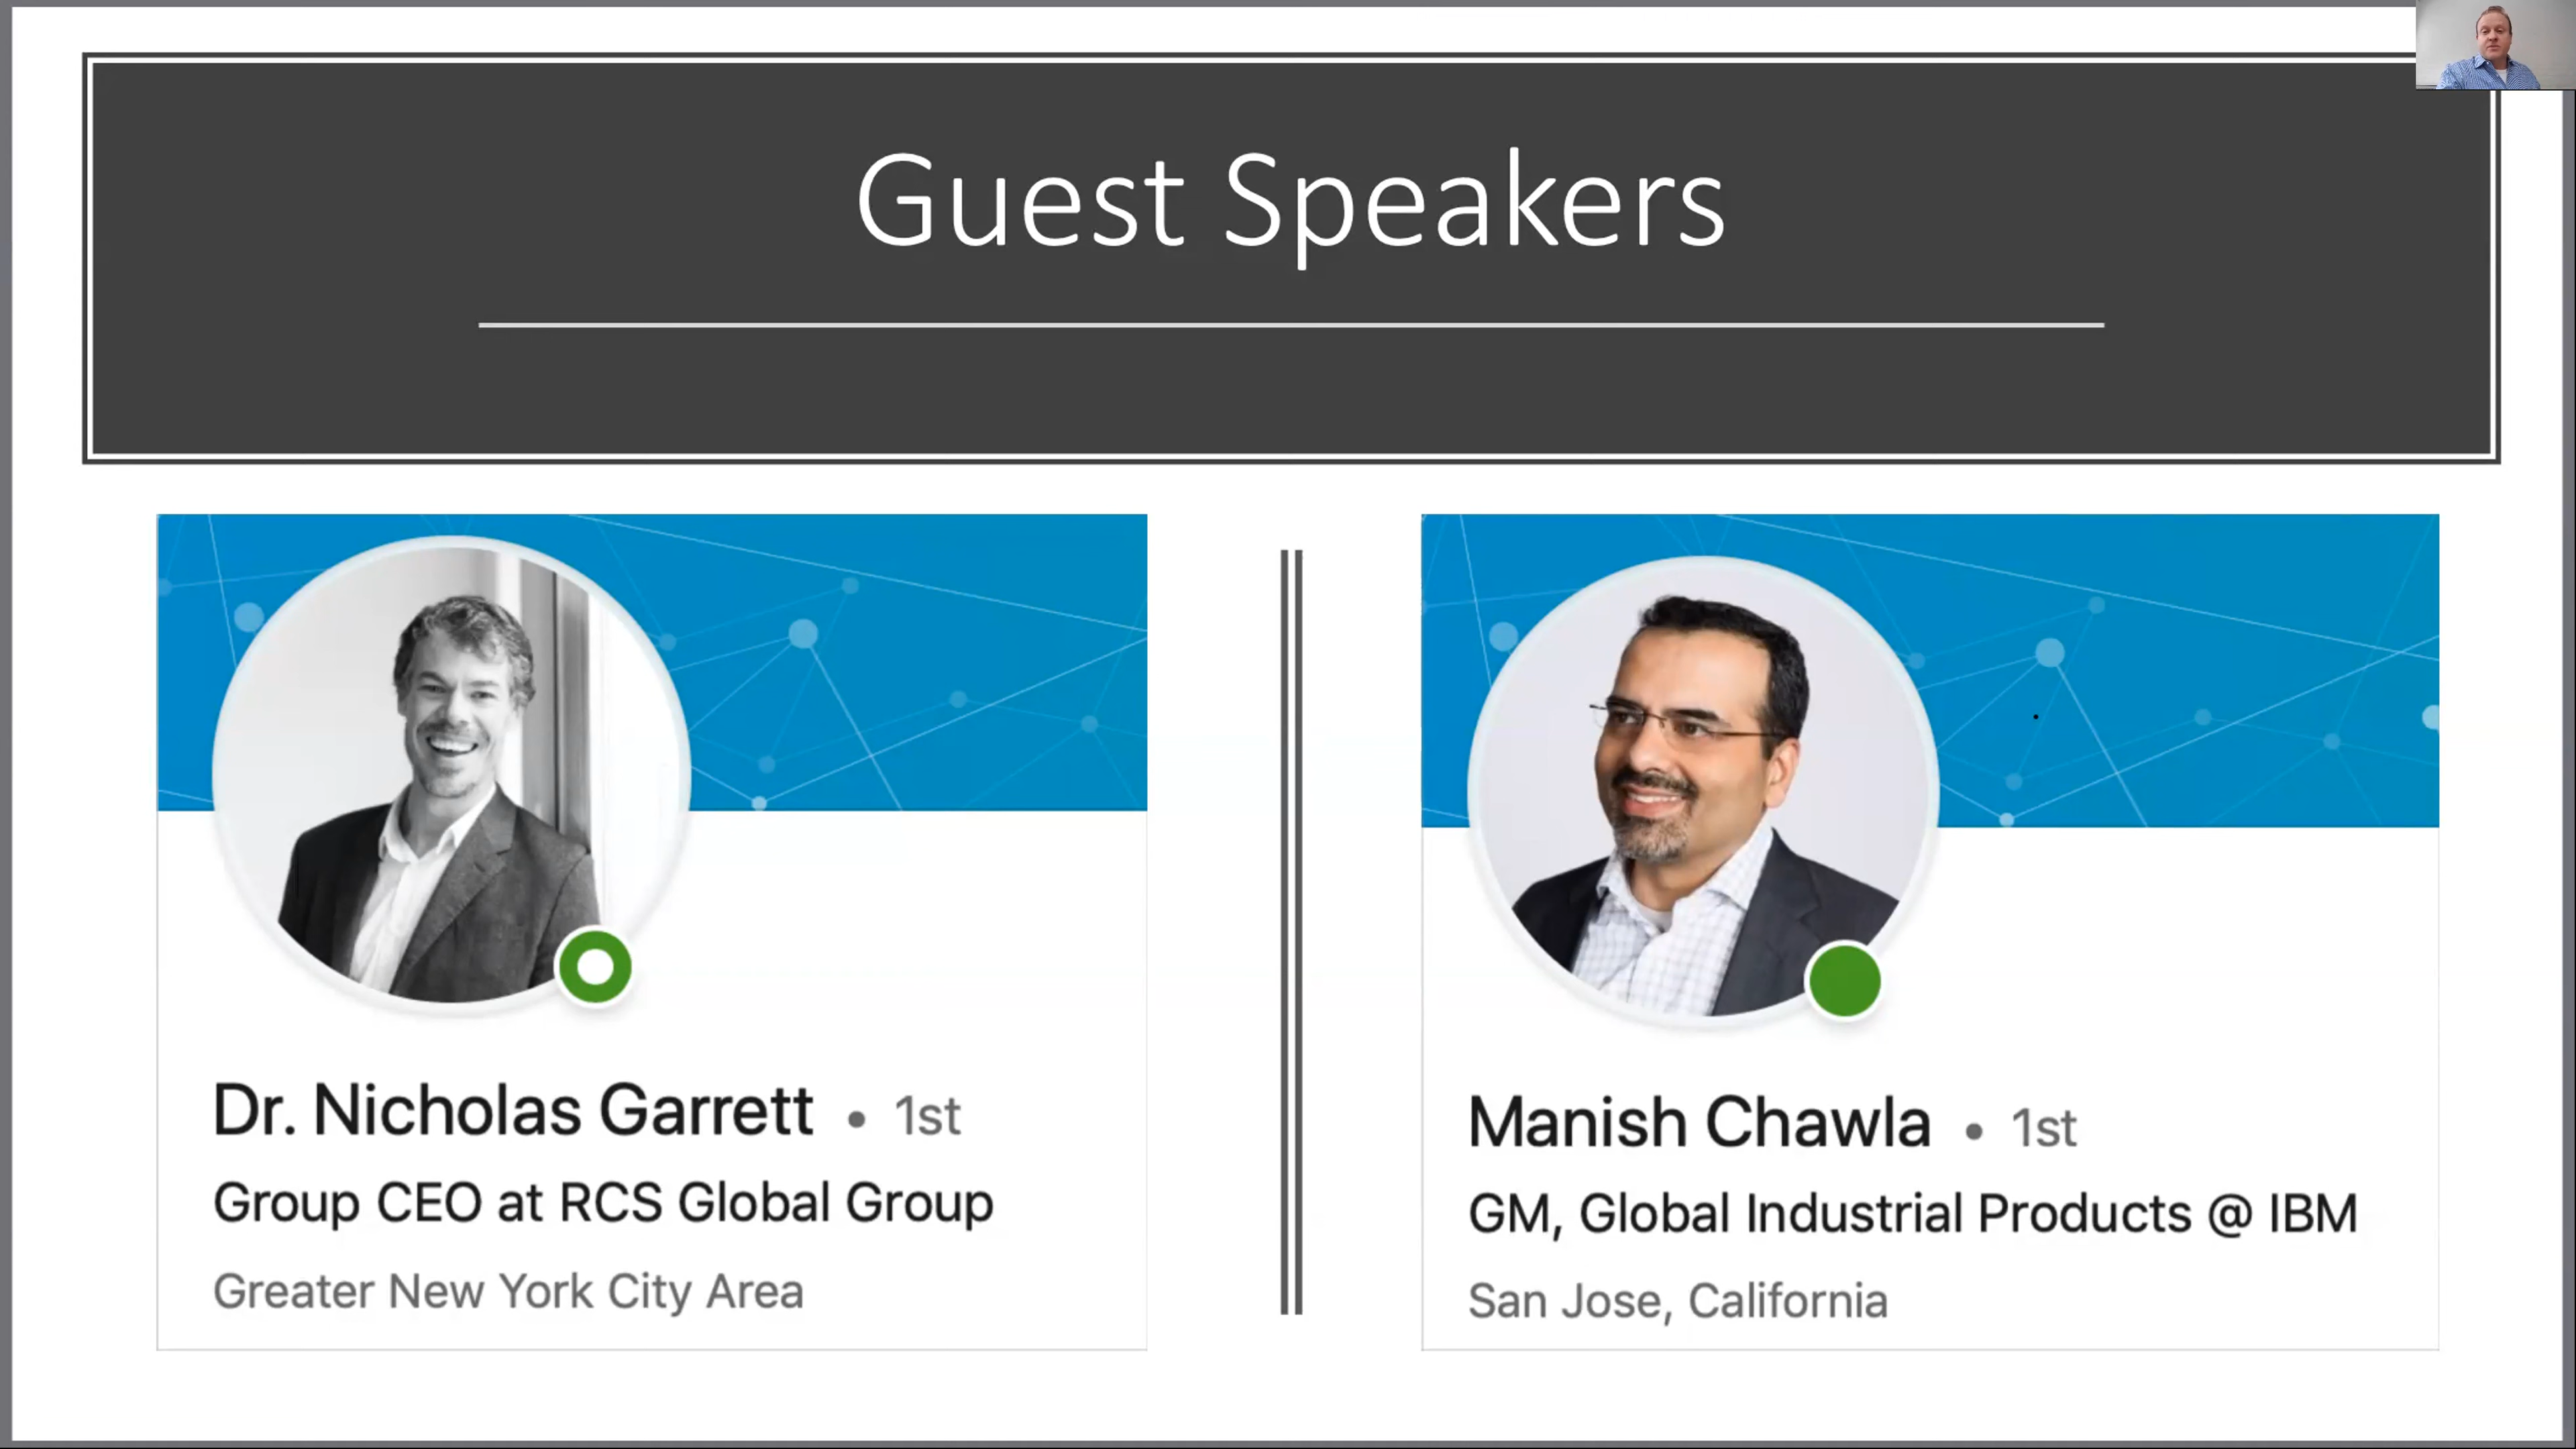 Guest Speakers
Dr. Nicholas Garrett • 1st
Group CEO at RCS Global Group
Greater New York City Area
Manish Chawla • 1st
GM, Global Industrial Products @ IBM
San Jose, California